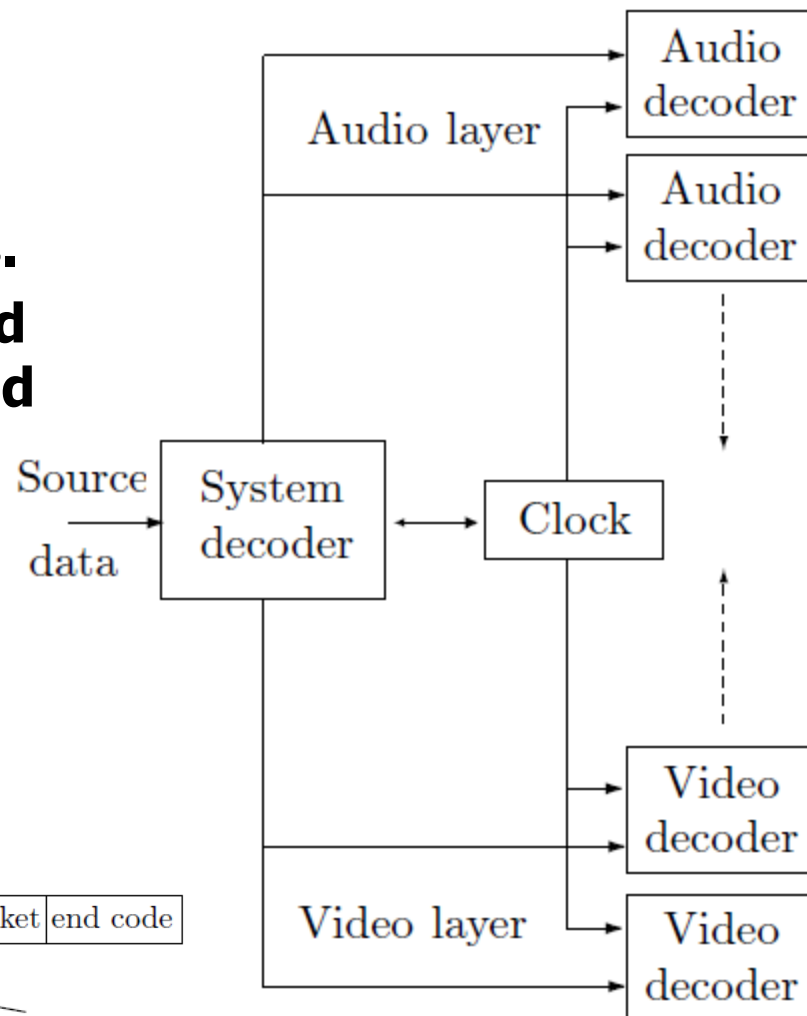 Audio
decoder
Audio layer
Audio
decoder
.
d
d
Source
data
System
decoder
Clock
Video
decoder
ket end code
Video layer
Video
decoder